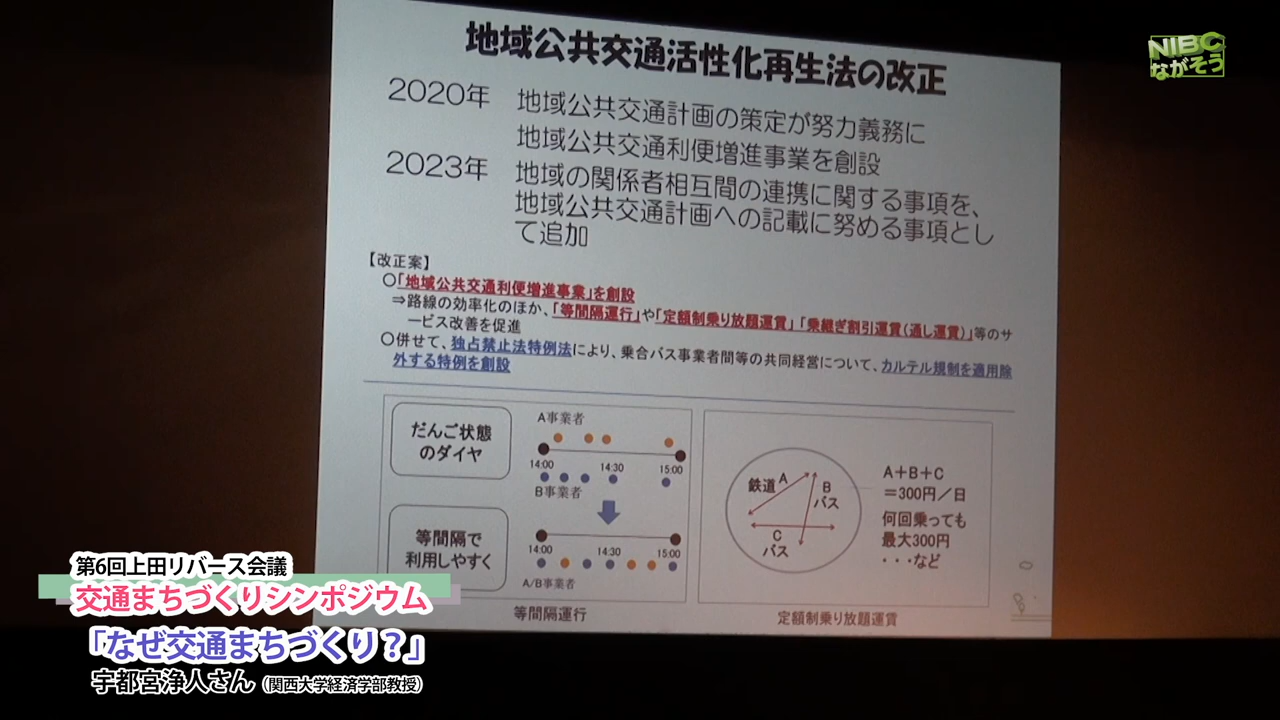 地域公共交通活性化再生法の改正
NIBC
ながそう
2020年 地域公共交通計画の策定が努力義務に
地域公共交通利便増進事業を創設
2023年 地域の関係者相互間の連携に関する事項を、
地域公共交通計画への記載に努める事項とし
て追加
【改正案】
○「地域公共交通利便増進事業」を創設
⇒路線の効率化のほか、「等間隔運行」や「定額制乗り放題運賃」「乗継ぎ割引運賃(通し運賃)」等のサ
ービス改善を促進
○併せて、独占禁止法特例法により、乗合バス事業者間等の共同経営について、カルテル規制を適用除
外する特例を創設
だんご状態
のダイヤ
A事業者
14:00 14:30 15:00
B事業者
等間隔で
利用しやすく
14:00 14:30 15:00
A/B事業者
等間隔運行
鉄道 A
B
バス
C
バス
A+B+C
=300円/日
何回乗っても
最大300円
・・・など
定額制乗り放題運賃
第6回上田リバース会議
交通まちづくりシンポジウム
「なぜ交通まちづくり?」
宇都宮浄人さん(関西大学経済学部教授)